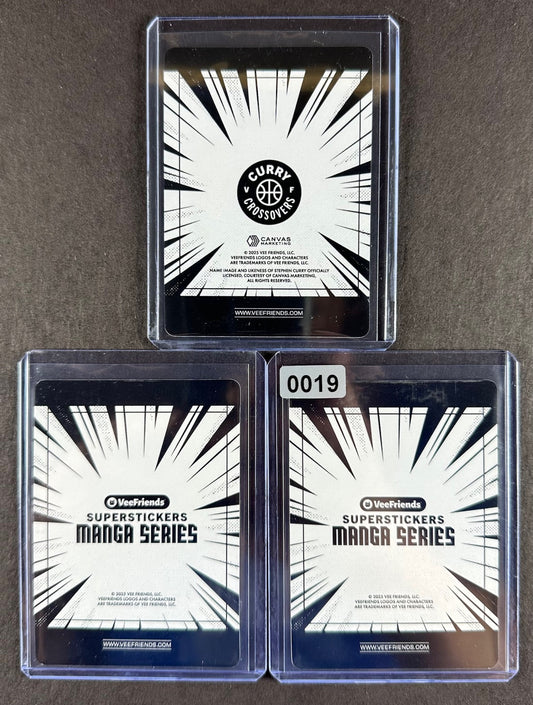 CURRY
V F
CROSSOVERS
CANVAS
MARKETING
© 2023 VEE FRIENDS, LLC.
VEEFRIENDS LOGOS AND CHARACTERS
ARE TRADEMARKS OF VEE FRIENDS, LLC.
NAME IMAGE AND LIKENESS OF STEPHEN CURRY OFFICIALLY
LICENSED, COURTESY OF CANVAS MARKETING,
ALL RIGHTS RESERVED.
WWW.VEEFRIENDS.COM
VeeFriends
SUPERSTICKERS
MANGA SERIES
© 2023 VEE FRIENDS, LLC.
VEEFRIENDS LOGOS AND CHARACTERS
ARE TRADEMARKS OF VEE FRIENDS, LLC.
WWW.VEEFRIENDS.COM
0019
VeeFriends
SUPERSTICKERS
MANGA SERIES
© 2023 VEE FRIENDS, LLC.
VEEFRIENDS LOGOS AND CHARACTERS
ARE TRADEMARKS OF VEE FRIENDS, LLC.
WWW.VEEFRIENDS.COM